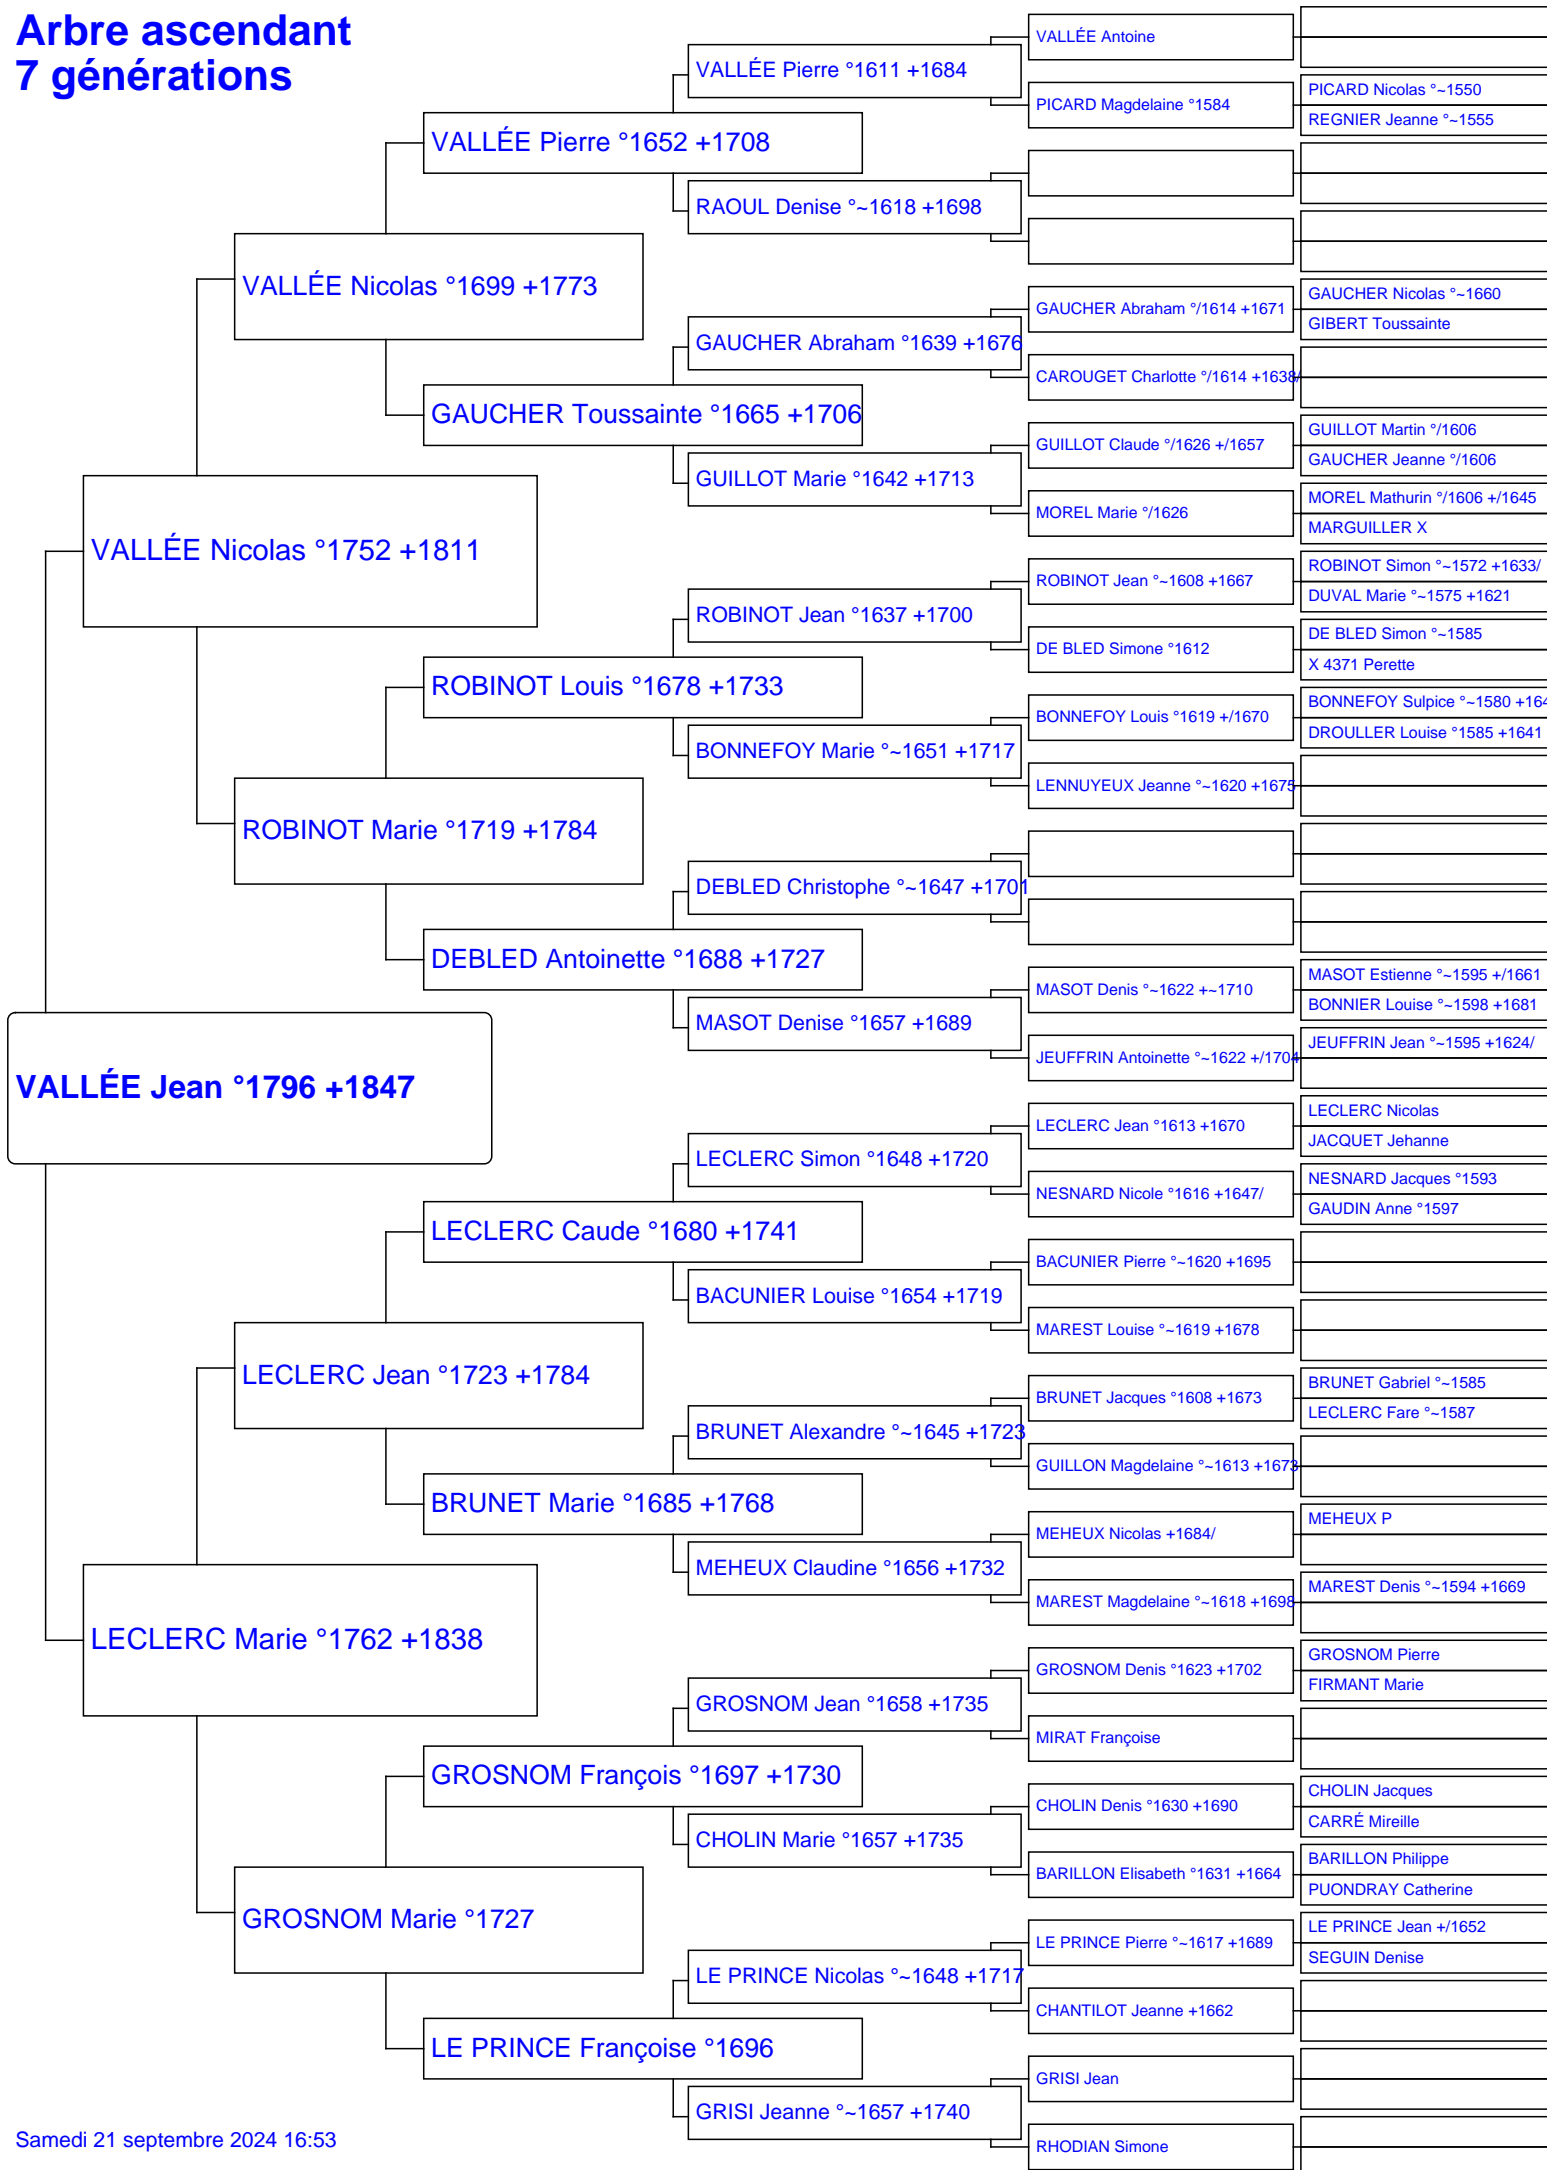 Arbre ascendant
7 générations
VALLÉE Jean °1796 +1847
VALLÉE Nicolas °1752 +1811
LECLERC Marie °1762 +1838
VALLÉE Nicolas °1699 +1773
ROBINOT Marie °1719 +1784
LECLERC Jean °1723 +1784
GROSNOM Marie °1727
VALLÉE Pierre °1652 +1708
GAUCHER Toussainte °1665 +1706
ROBINOT Louis °1678 +1733
DEBLED Antoinette °1688 +1727
LECLERC Caude °1680 +1741
BRUNET Marie °1685 +1768
GROSNOM François °1697 +1730
LE PRINCE Françoise °1696
VALLÉE Pierre °1611 +1684
RAOUL Denise °~1618 +1698
GAUCHER Abraham °1639 +1676
GUILLOT Marie °1642 +1713
ROBINOT Jean °1637 +1700
BONNEFOY Marie °~1651 +1717
DEBLED Christophe °~1647 +1701
MASOT Denise °1657 +1689
LECLERC Simon °1648 +1720
BACUNIER Louise °1654 +1719
BRUNET Alexandre °~1645 +1723
MEHEUX Claudine °1656 +1732
GROSNOM Jean °1658 +1735
CHOLIN Marie °1657 +1735
LE PRINCE Nicolas °~1648 +1717
GRISI Jeanne °~1657 +1740
VALLÉE Antoine
PICARD Magdelaine °1584
GAUCHER Abraham °/1614 +1671
CAROUGET Charlotte °/1614 +1638/
GUILLOT Claude °/1626 +/1657
MOREL Marie °/1626
ROBINOT Jean °~1608 +1667
DE BLED Simone °1612
BONNEFOY Louis °1619 +/1670
LENNUYEUX Jeanne °~1620 +1675
MASOT Denis °~1622 +~1710
JEUFFRIN Antoinette °~1622 +/1704
LECLERC Jean °1613 +1670
NESNARD Nicole °1616 +1647/
BACUNIER Pierre °~1620 +1695
MAREST Louise °~1619 +1678
BRUNET Jacques °1608 +1673
GUILLON Magdelaine °~1613 +1673
MEHEUX Nicolas +1684/
MAREST Magdelaine °~1618 +1698
GROSNOM Denis °1623 +1702
MIRAT Françoise
CHOLIN Denis °1630 +1690
BARILLON Elisabeth °1631 +1664
LE PRINCE Pierre °~1617 +1689
CHANTILOT Jeanne +1662
GRISI Jean
RHODIAN Simone
PICARD Nicolas °~1550
REGNIER Jeanne °~1555
GAUCHER Nicolas °~1660
GIBERT Toussainte
GUILLOT Martin °/1606
GAUCHER Jeanne °/1606
MOREL Mathurin °/1606 +/1645
MARGUILLER X
ROBINOT Simon °~1572 +1633/
DUVAL Marie °~1575 +1621
DE BLED Simon °~1585
X 4371 Perette
BONNEFOY Sulpice °~1580 +164
DROULLER Louise °1585 +1641
MASOT Estienne °~1595 +/1661
BONNIER Louise °~1598 +1681
JEUFFRIN Jean °~1595 +1624/
LECLERC Nicolas
JACQUET Jehanne
NESNARD Jacques °1593
GAUDIN Anne °1597
BRUNET Gabriel °~1585
LECLERC Fare °~1587
MEHEUX P
MAREST Denis °~1594 +1669
GROSNOM Pierre
FIRMANT Marie
CHOLIN Jacques
CARRÉ Mireille
BARILLON Philippe
PUONDRAY Catherine
LE PRINCE Jean +/1652
SEGUIN Denise
Samedi 21 septembre 2024 16:53